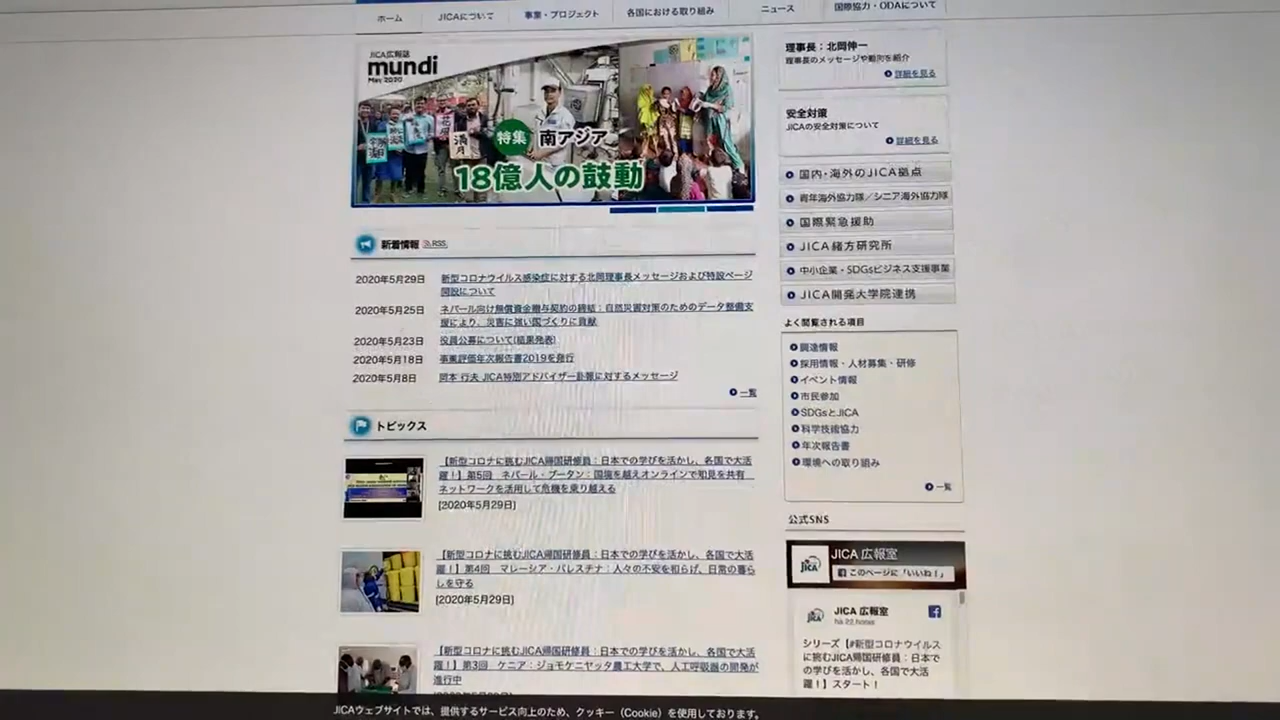 ホーム
JICAについて
事業・プロジェクト
各国における取り組み
ニュース
国際協力・ODAについて
JICA広報誌
mundi
May 2020
特集
南アジア
18億人の鼓動
理事長：北岡伸一
理事長のメッセージや動向を紹介
詳細を見る
安全対策
JICAの安全対策について
詳細を見る
国内・海外のJICA拠点
青年海外協力隊／シニア海外協力隊
国際緊急援助
JICA緒方研究所
中小企業・SDGsビジネス支援事業
JICA開発大学院連携
新着情報 RSS
2020年5月29日 新型コロナウイルス感染症に対する北岡理事長メッセージおよび特設ページ
開設について
2020年5月25日 ネパール向け無償資金贈与契約の締結：自然災害対策のためのデータ整備支
援により、災害に強い国づくりに貢献
2020年5月23日 役員公募について(結果発表)
2020年5月18日 事業評価年次報告書2019を発行
2020年5月8日 岡本 行夫 JICA特別アドバイザー訃報に対するメッセージ
一覧
よく閲覧される項目
調達情報
採用情報・人材募集・研修
イベント情報
市民参加
SDGsとJICA
科学技術協力
年次報告書
環境への取り組み
一覧
トピックス
【新型コロナに挑むJICA帰国研修員：日本での学びを活かし、各国で大活
躍！】第5回 ネパール・ブータン：国境を越えオンラインで知見を共有
ネットワークを活用して危機を乗り越える
[2020年5月29日]
【新型コロナに挑むJICA帰国研修員：日本での学びを活かし、各国で大活
躍！】第4回 マレーシア・パレスチナ：人々の不安を和らげ、日常の暮ら
しを守る
[2020年5月29日]
【新型コロナに挑むJICA帰国研修員：日本での学びを活かし、各国で大活
躍！】第3回 ケニア：ジョモケニヤッタ農工大学で、人工呼吸器の開発が
進行中
公式SNS
JICA
JICA 広報室
このページに「いいね！」
JICA
JICA 広報室
シリーズ【#新型コロナウイルス
に挑むJICA帰国研修員：日本で
の学びを活かし、各国で大活
躍！】スタート！
JICAウェブサイトでは、提供するサービス向上のため、クッキー（Cookie）を使用しております。